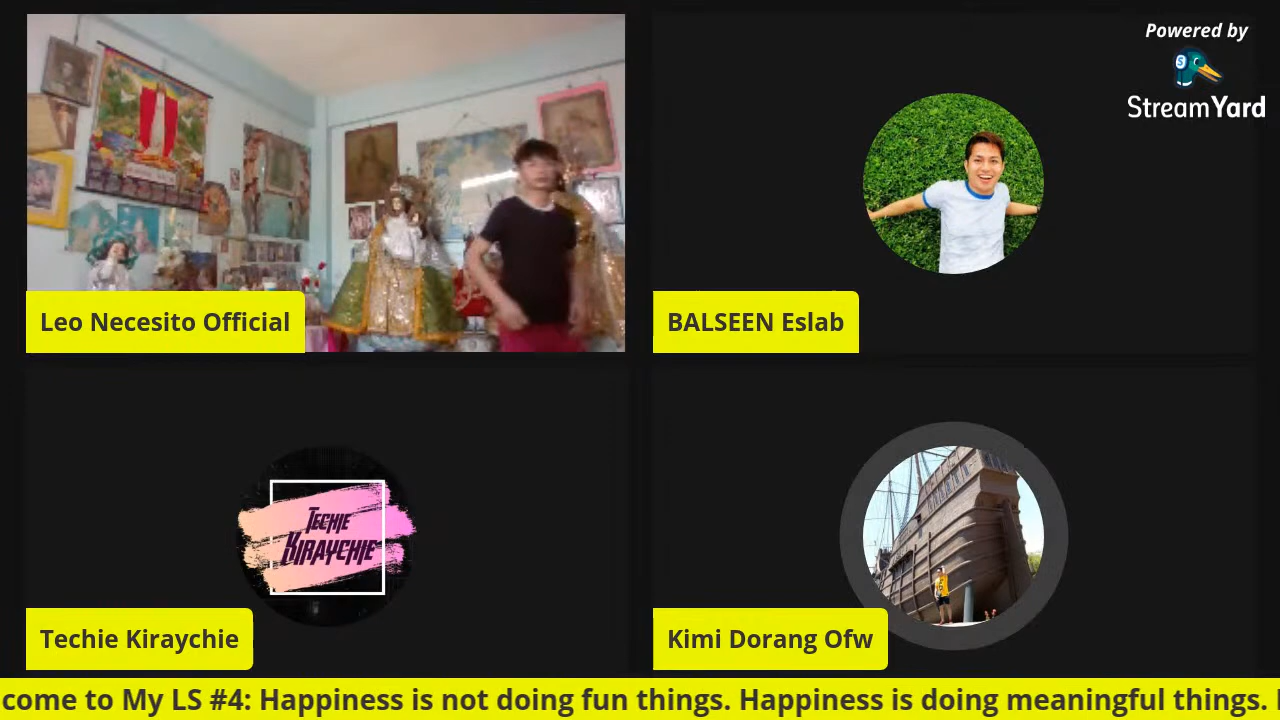 Powered by
StreamYard
Leo Necesito Official
BALSEEN Eslab
TECHIE
KIRAYCHIE
Techie Kiraychie
Kimi Dorang Ofw
come to My LS #4: Happiness is not doing fun things. Happiness is doing meaningful things.